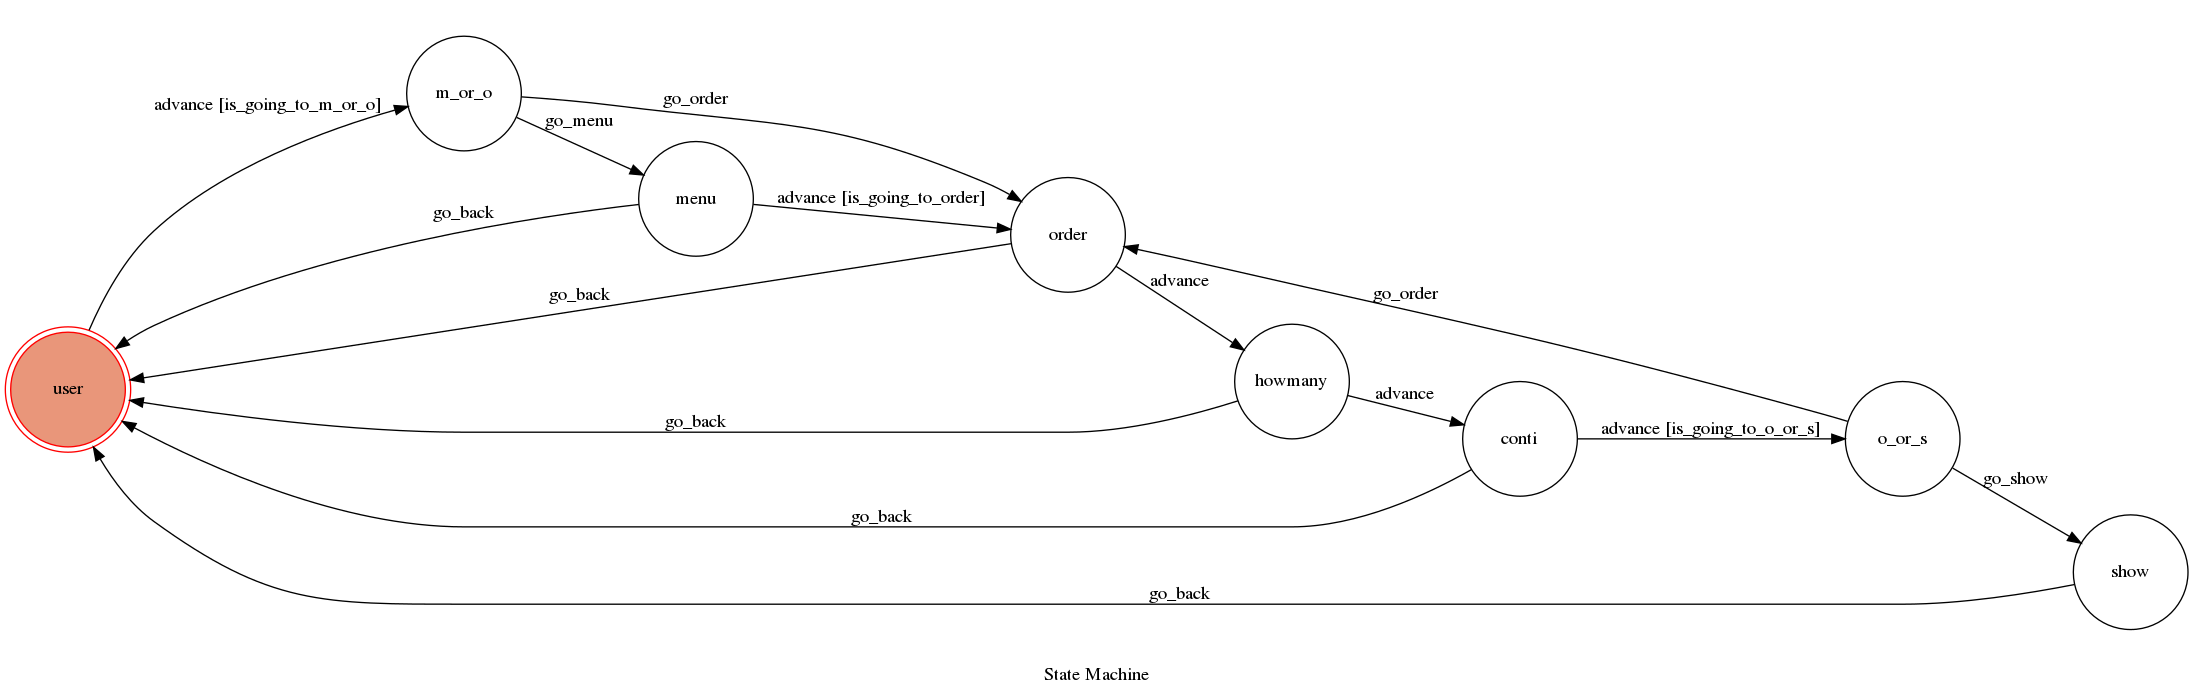 m_or_o
advance [is_going_to_m_or_o]
go_order
go_menu
menu
advance [is_going_to_order]
go_back
order
go_back
advance
go_order
user
howmany
advance
go_back
conti
advance [is_going_to_o_or_s]
o_or_s
go_show
go_back
show
go_back
State Machine